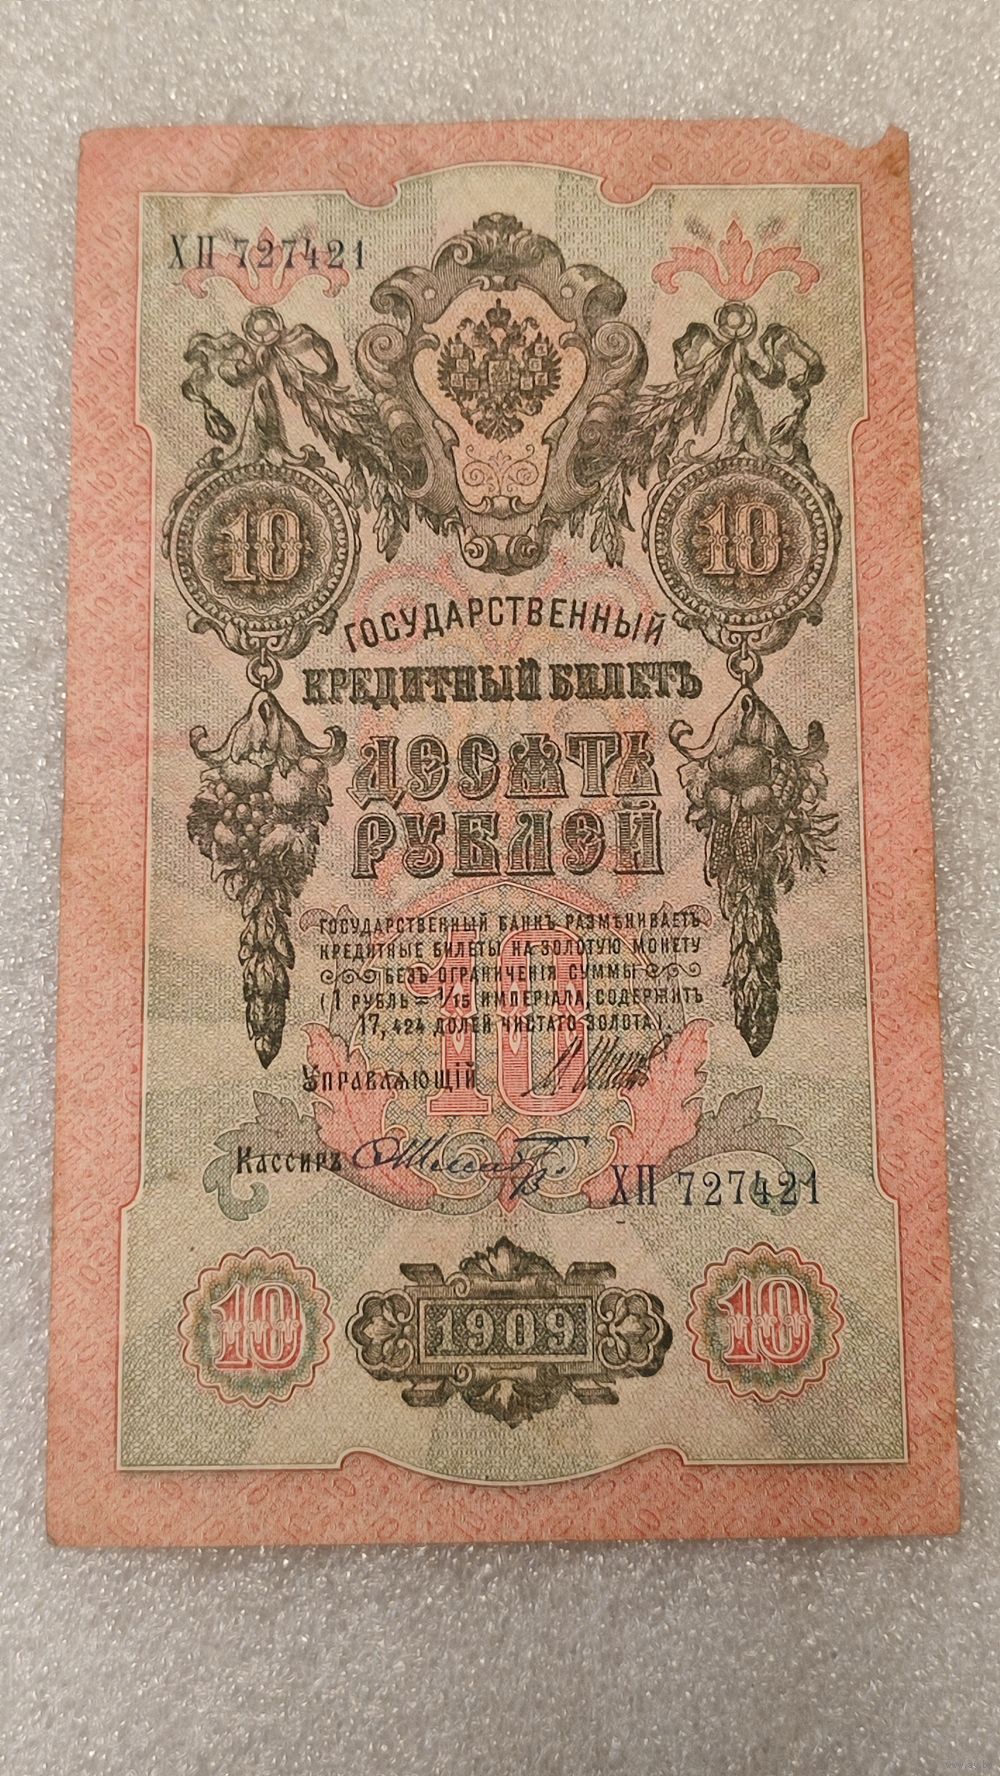 ХП 727421
10 10
ГОСУДАРСТВЕННЫЙ
КРЕДИТНЫЙ БИЛЕТЪ
ДЕСЯТЬ
РУБЛЕЙ
10
ГОСУДАРСТВЕННЫЙ БАНКЪ РАЗМѢНИВАЕТЪ
КРЕДИТНЫЕ БИЛЕТЫ НА ЗОЛОТУЮ МОНЕТУ
БЕЗЪ ОГРАНИЧЕНІЯ СУММЫ
(1 РУБЛЬ = 1/15 ИМПЕРІАЛА, СОДЕРЖИТЪ
17,424 ДОЛЕЙ ЧИСТАГО ЗОЛОТА).
УПРАВЛЯЮЩІЙ
КАССИРЪ
ХП 727421
10 1909 10